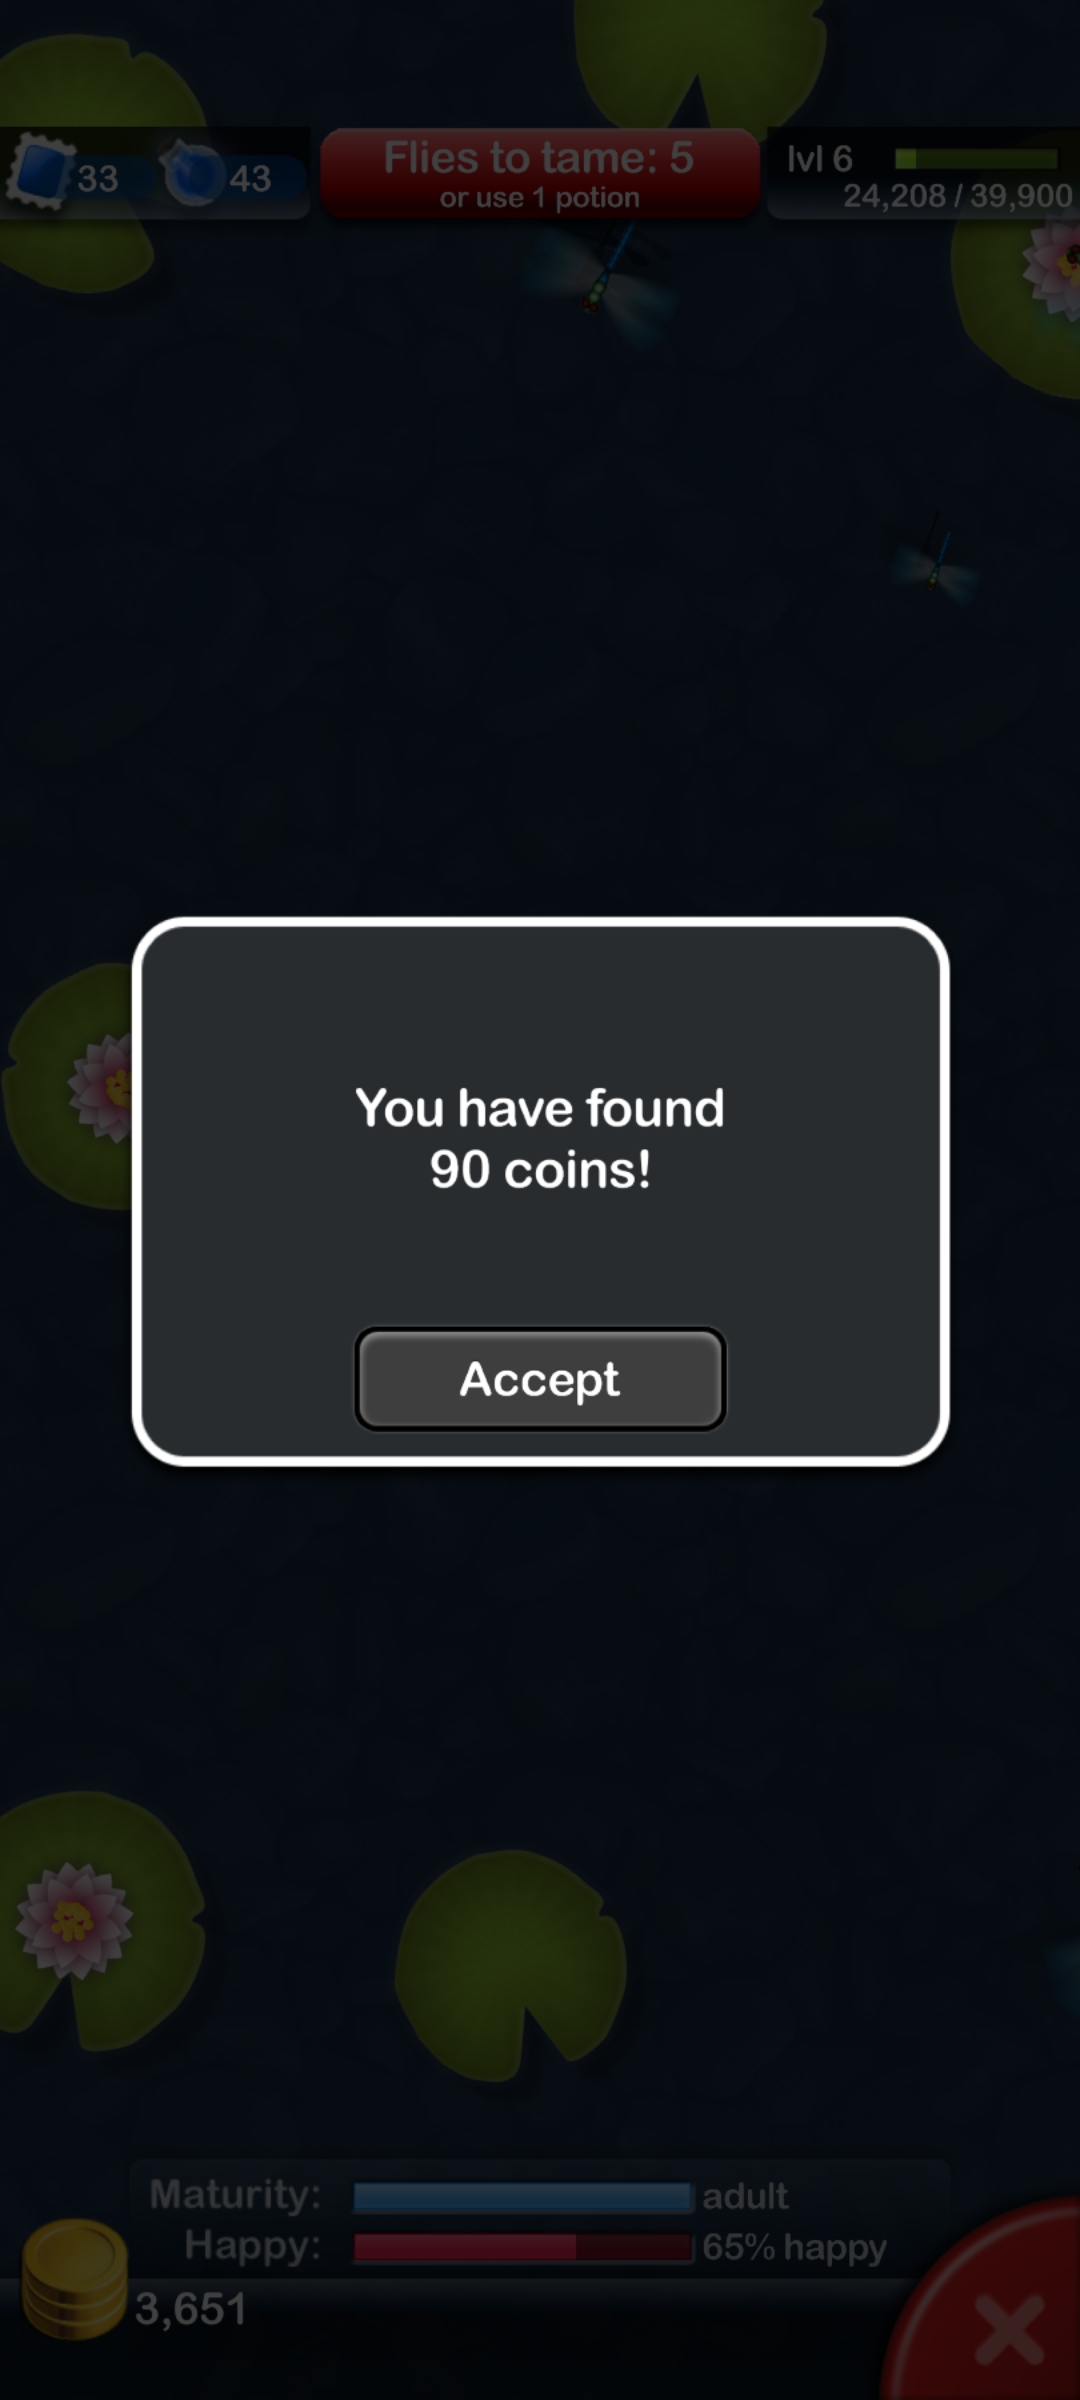 33
43
Flies to tame: 5
or use 1 potion
lvl 6
24,208 / 39,900
You have found
90 coins!
Accept
Maturity:
adult
Happy:
65% happy
3,651